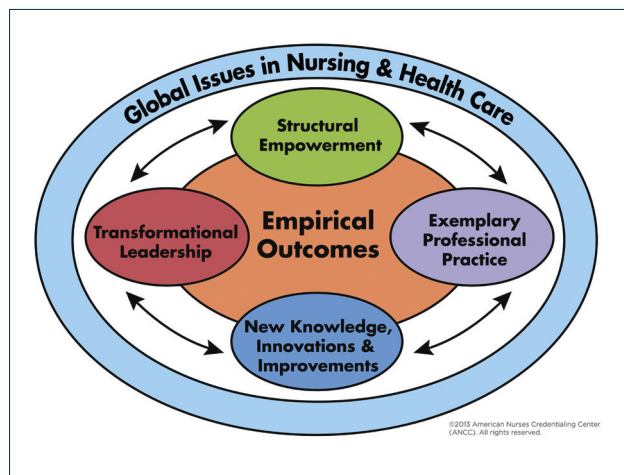 Global Issues in Nursing & Health Care
Structural
Empowerment
Transformational
Leadership
Empirical
Outcomes
Exemplary
Professional
Practice
New Knowledge,
Innovations &
Improvements
©2013 American Nurses Credentialing Center
(ANCC). All rights reserved.